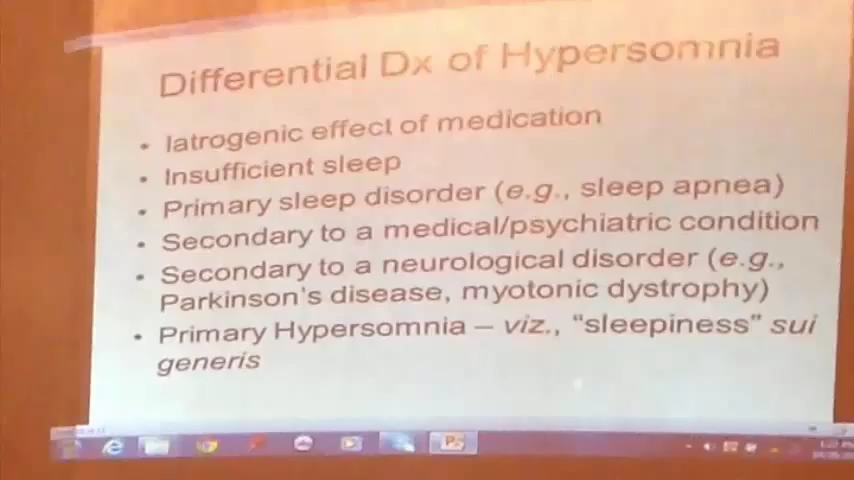 Differential Dx of Hypersomnia
• Iatrogenic effect of medication
• Insufficient sleep
• Primary sleep disorder (e.g., sleep apnea)
• Secondary to a medical/psychiatric condition
• Secondary to a neurological disorder (e.g.,
Parkinson's disease, myotonic dystrophy)
• Primary Hypersomnia – viz., “sleepiness” sui
generis